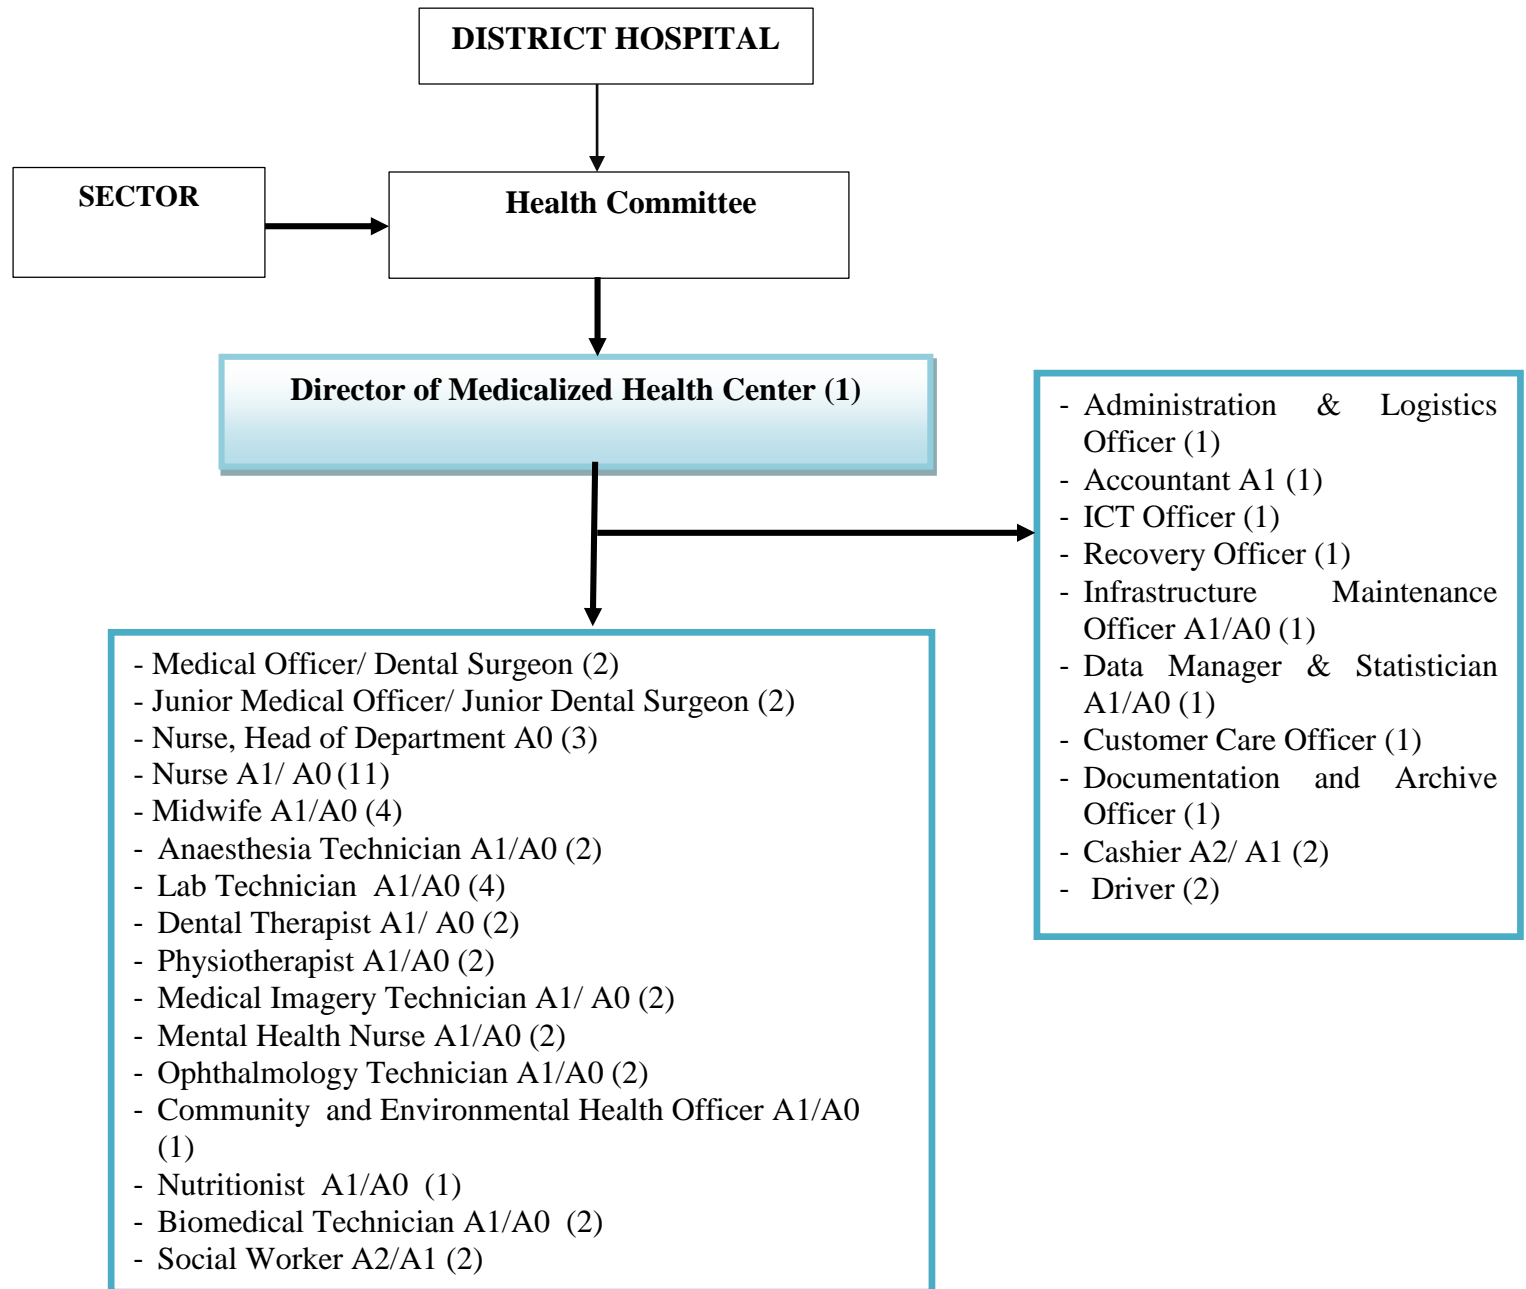 DISTRICT HOSPITAL
SECTOR
Health Committee
Director of Medicalized Health Center (1)
- Administration & Logistics
Officer (1)
- Accountant A1 (1)
- ICT Officer (1)
- Recovery Officer (1)
- Infrastructure Maintenance
Officer A1/A0 (1)
- Data Manager & Statistician
A1/A0 (1)
- Customer Care Officer (1)
- Documentation and Archive
Officer (1)
- Cashier A2/ A1 (2)
- Driver (2)
- Medical Officer/ Dental Surgeon (2)
- Junior Medical Officer/ Junior Dental Surgeon (2)
- Nurse, Head of Department A0 (3)
- Nurse A1/ A0 (11)
- Midwife A1/A0 (4)
- Anaesthesia Technician A1/A0 (2)
- Lab Technician A1/A0 (4)
- Dental Therapist A1/ A0 (2)
- Physiotherapist A1/A0 (2)
- Medical Imagery Technician A1/ A0 (2)
- Mental Health Nurse A1/A0 (2)
- Ophthalmology Technician A1/A0 (2)
- Community and Environmental Health Officer A1/A0
(1)
- Nutritionist A1/A0 (1)
- Biomedical Technician A1/A0 (2)
- Social Worker A2/A1 (2)